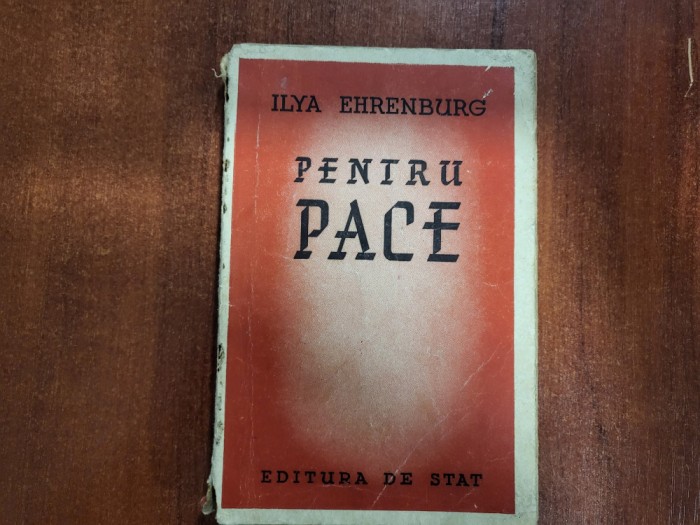 ILYA EHRENBURG
PENTRU
PACE
EDITURA DE STAT